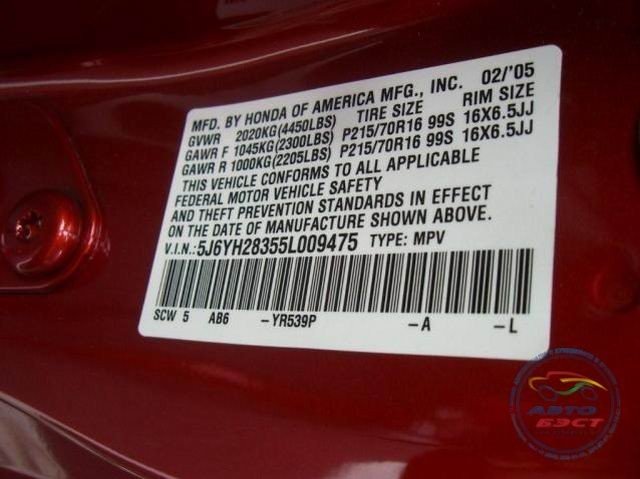 MFD. BY HONDA OF AMERICA MFG., INC. 02/'05
GVWR 2020KG(4450LBS) TIRE SIZE RIM SIZE
GAWR F 1045KG(2300LBS) P215/70R16 99S 16X6.5JJ
GAWR R 1000KG(2205LBS) P215/70R16 99S 16X6.5JJ
THIS VEHICLE CONFORMS TO ALL APPLICABLE
FEDERAL MOTOR VEHICLE SAFETY
AND THEFT PREVENTION STANDARDS IN EFFECT
ON THE DATE OF MANUFACTURE SHOWN ABOVE.
V.I.N.:5J6YH28355L009475 TYPE: MPV
SCW 5 AB6 -YR539P -A -L
АВТО
БЭСТ